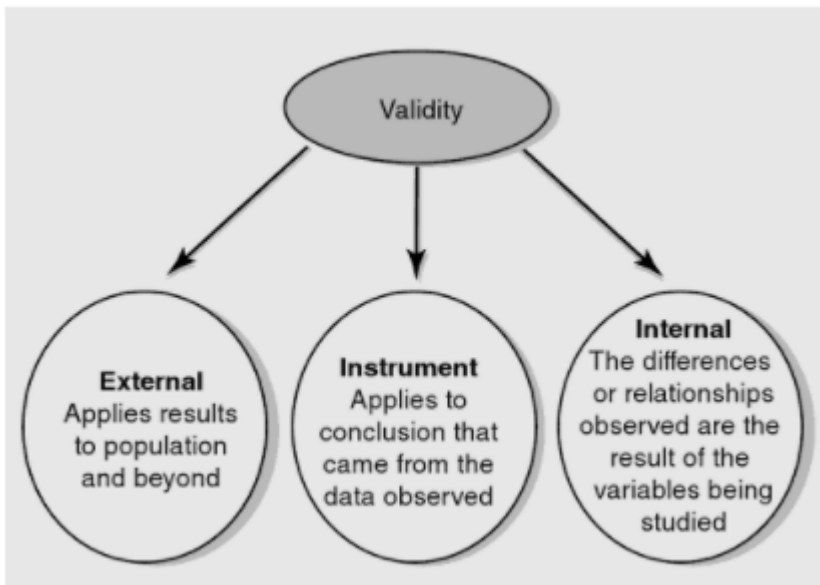 Validity
External
Applies results
to population
and beyond
Instrument
Applies to
conclusion that
came from the
data observed
Internal
The differences
or relationships
observed are the
result of the
variables being
studied